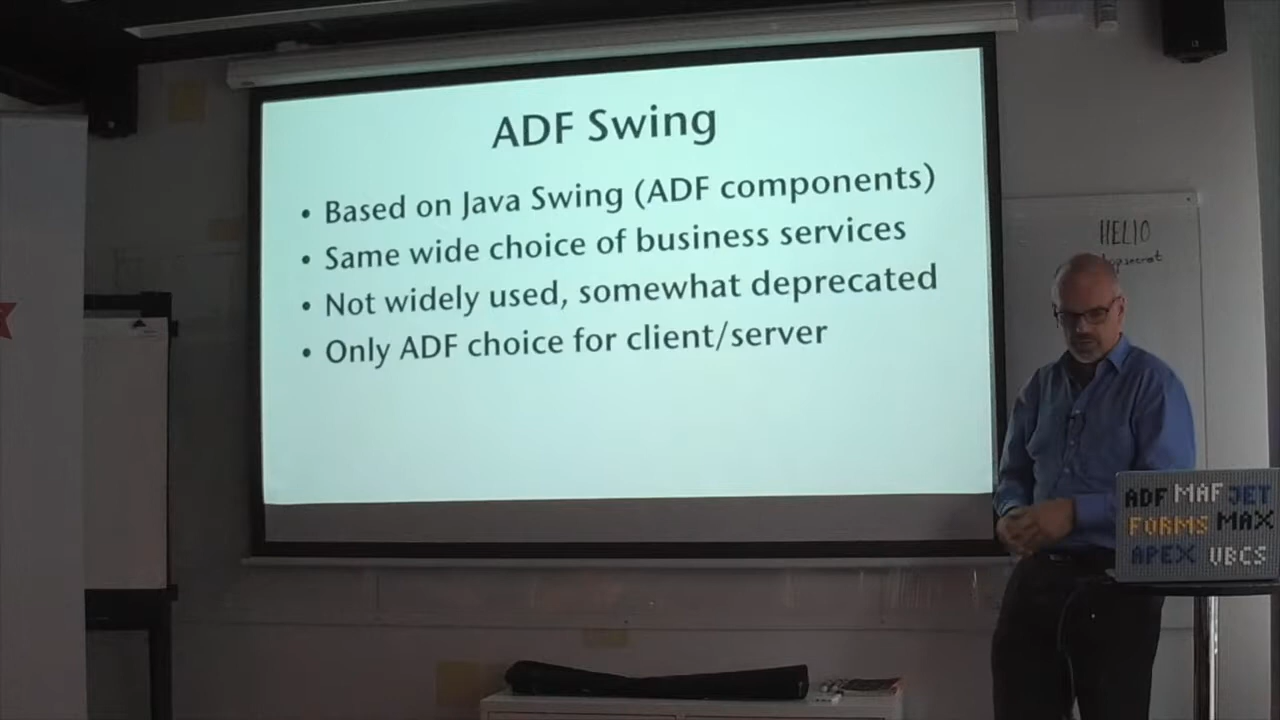 ADF Swing
• Based on Java Swing (ADF components)
• Same wide choice of business services
• Not widely used, somewhat deprecated
• Only ADF choice for client/server
HELLO
ADF MAF JET
FORMS MAX
APEX VBCS